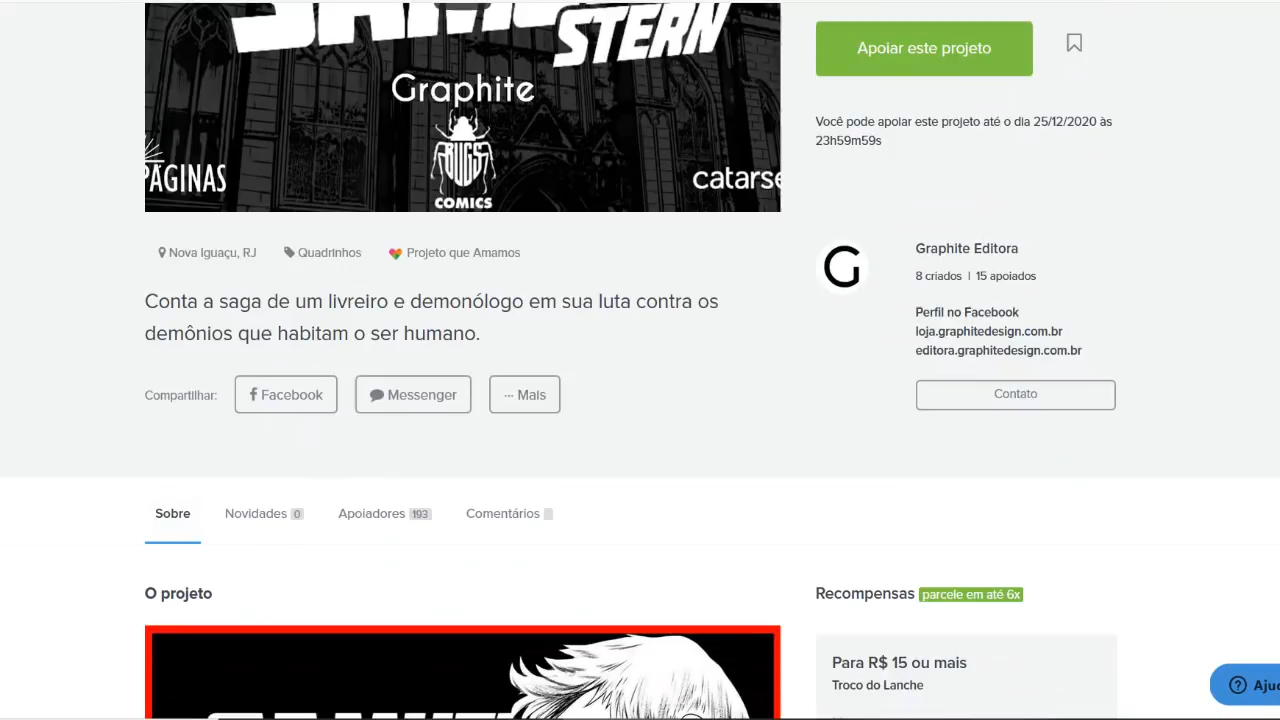 STERN
Graphite
BUGS
COMICS
PÁGINAS
catarse
Apoiar este projeto
Você pode apoiar este projeto até o dia 25/12/2020 às
23h59m59s
Nova Iguaçu, RJ
Quadrinhos
Projeto que Amamos
Conta a saga de um livreiro e demonólogo em sua luta contra os
demônios que habitam o ser humano.
Compartilhar:
Facebook
Messenger
··· Mais
G
Graphite Editora
8 criados | 15 apoiados
Perfil no Facebook
loja.graphitedesign.com.br
editora.graphitedesign.com.br
Contato
Sobre
Novidades 0
Apoiadores 193
Comentários
O projeto
Recompensas parcele em até 6x
Para R$ 15 ou mais
Troco do Lanche
Aju